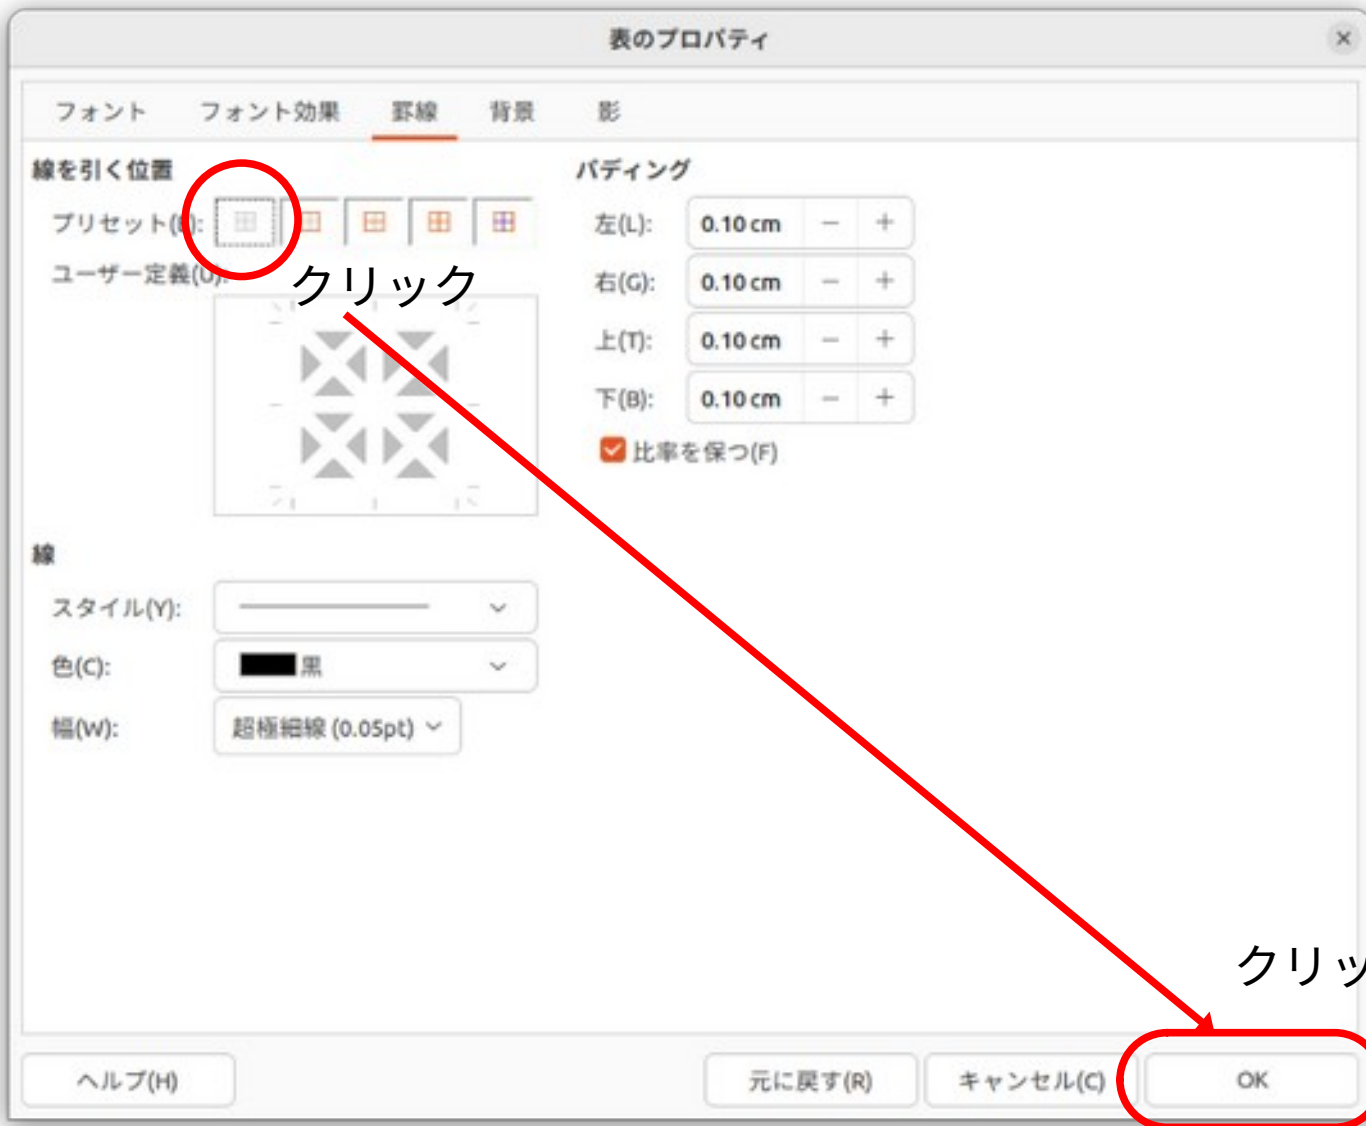 表のプロパティ
フォント フォント効果 罫線 背景 影
線を引く位置 パディング
プリセット( ): 左(L): 0.10 cm − +
ユーザー定義(U): 右(G): 0.10 cm − +
クリック
上(T): 0.10 cm − +
下(B): 0.10 cm − +
比率を保つ(F)
線
スタイル(Y):
色(C): 黒
幅(W): 超極細線 (0.05pt)
クリッ
ヘルプ(H) 元に戻す(R) キャンセル(C) OK